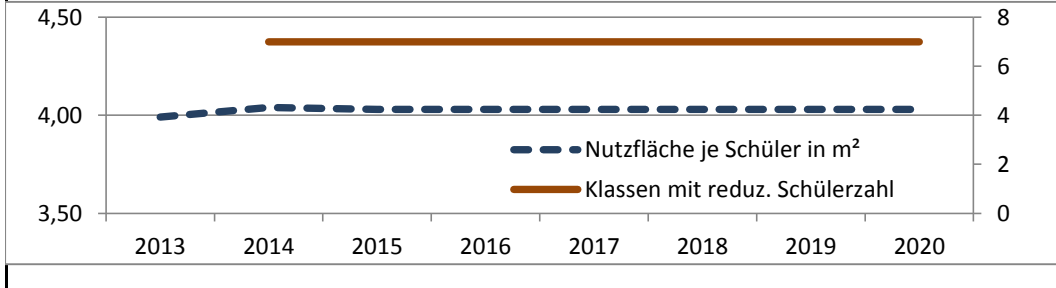 4,50 8
6
4,00 4
Nutzfläche je Schüler in m²
2
Klassen mit reduz. Schülerzahl
3,50 0
2013 2014 2015 2016 2017 2018 2019 2020